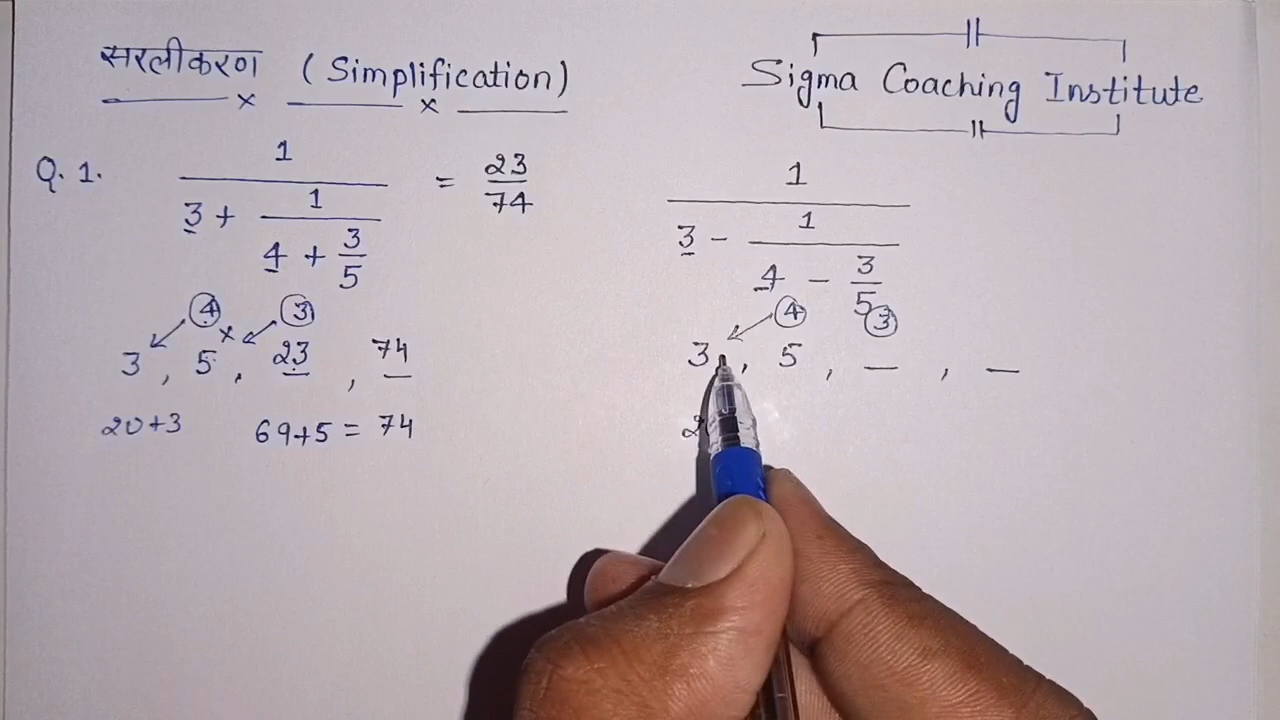 सरलीकरण (Simplification)
Sigma Coaching Institute
Q. 1.
1
3 + 1
4 + 3
5
= 23
74
④ ③
3 , 5 , 23 , 74
20+3 69+5 = 74
1
3 - 1
4 - 3
5
④ ③
3 , 5 , _ , _